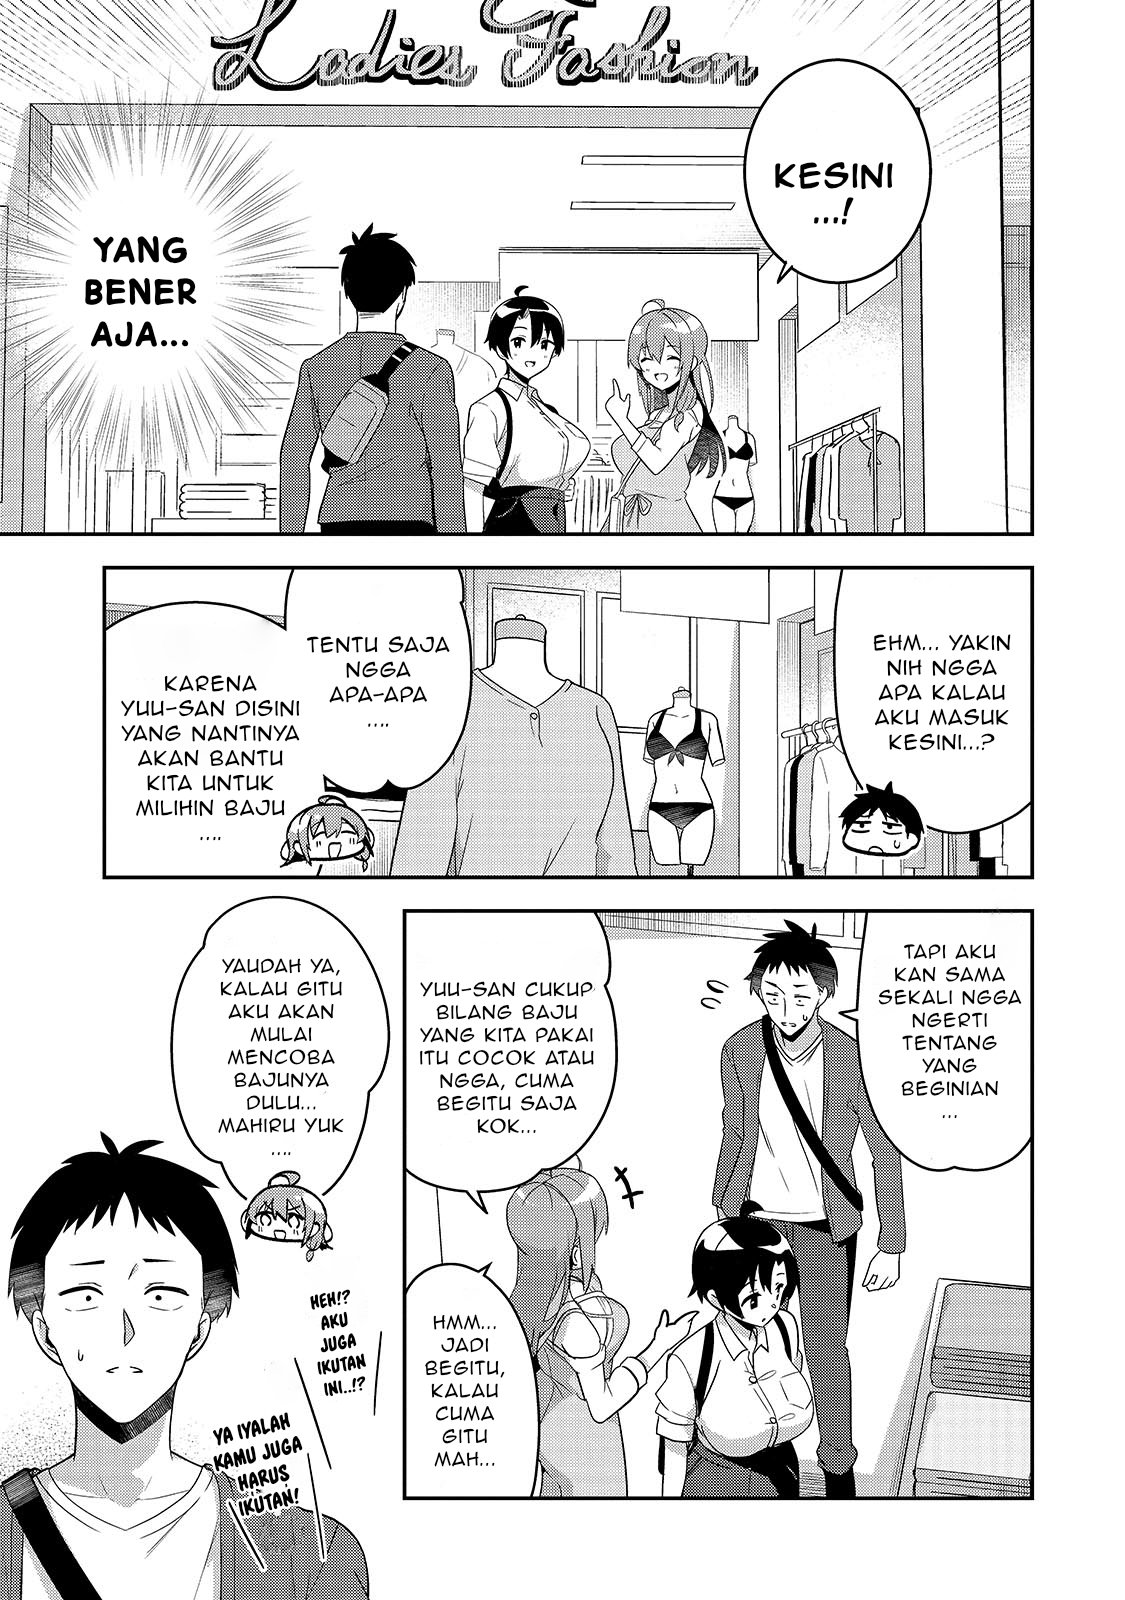 Ladies Fashion
KESINI
...!
YANG
BENER
AJA...
EHM... YAKIN
NIH NGGA
APA KALAU
AKU MASUK
KESINI...?
TENTU SAJA
NGGA
APA-APA
....
KARENA
YUU-SAN DISINI
YANG NANTINYA
AKAN BANTU
KITA UNTUK
MILIHIN BAJU
....
TAPI AKU
KAN SAMA
SEKALI NGGA
NGERTI
TENTANG
YANG
BEGINIAN
...
YUU-SAN CUKUP
BILANG BAJU
YANG KITA PAKAI
ITU COCOK ATAU
NGGA, CUMA
BEGITU SAJA
KOK...
HMM...
JADI
BEGITU,
KALAU
CUMA
GITU
MAH...
YAUDAH YA,
KALAU GITU
AKU AKAN
MULAI
MENCOBA
BAJUNYA
DULU...
MAHIRU YUK
....
HEH!?
AKU
JUGA
IKUTAN
INI..!?
YA IYALAH
KAMU JUGA
HARUS
IKUTAN!